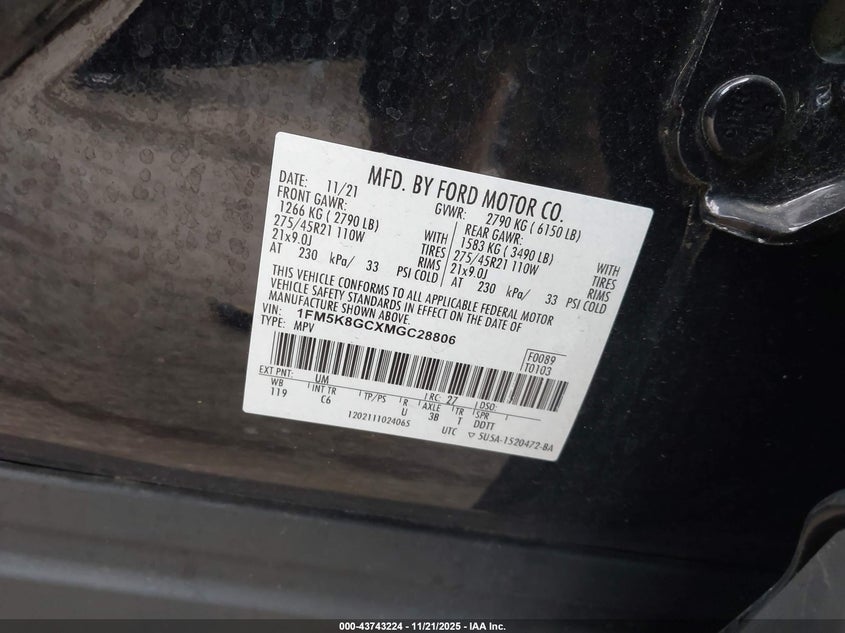 MFD. BY FORD MOTOR CO.
DATE: 11/21
GVWR: 2790 KG ( 6150 LB)
FRONT GAWR:
1266 KG ( 2790 LB)
275/45R21 110W
21x9.0J
AT 230 kPa/ 33
WITH
TIRES
RIMS
PSI COLD
REAR GAWR:
1583 KG ( 3490 LB)
275/45R21 110W
21x9.0J
AT 230 kPa/ 33
WITH
TIRES
RIMS
PSI COLD
THIS VEHICLE CONFORMS TO ALL APPLICABLE FEDERAL MOTOR
VEHICLE SAFETY STANDARDS IN EFFECT ON THE DATE OF
MANUFACTURE SHOWN ABOVE.
VIN: 1FM5K8GCXMGC28806
TYPE: MPV
F0089
T0103
EXT PNT: UM RC: 27 DSO:
WB INT TR TP/PS R AXLE TR SPR
119 C6 U 3B T DDTT
1202111024065 UTC ▽ 5USA-1520472-BA
000-43743224 - 11/21/2025 - IAA Inc.